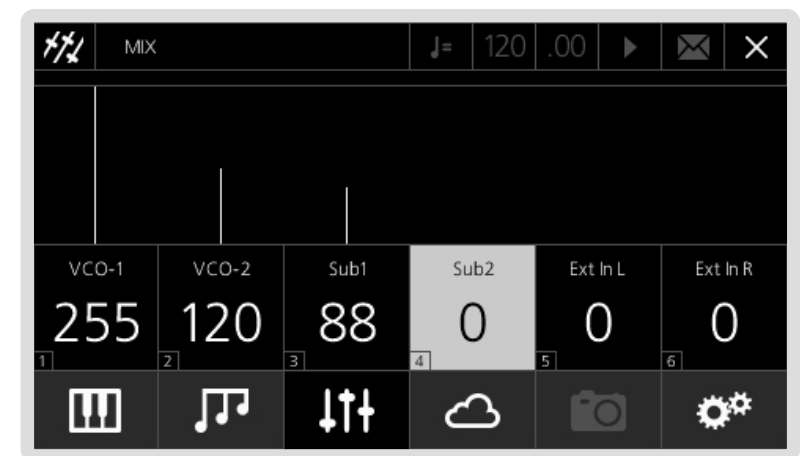 MIX ♩= 120 .00
VCO-1 VCO-2 Sub1 Sub2 Ext In L Ext In R
255 120 88 0 0 0
1 2 3 4 5 6